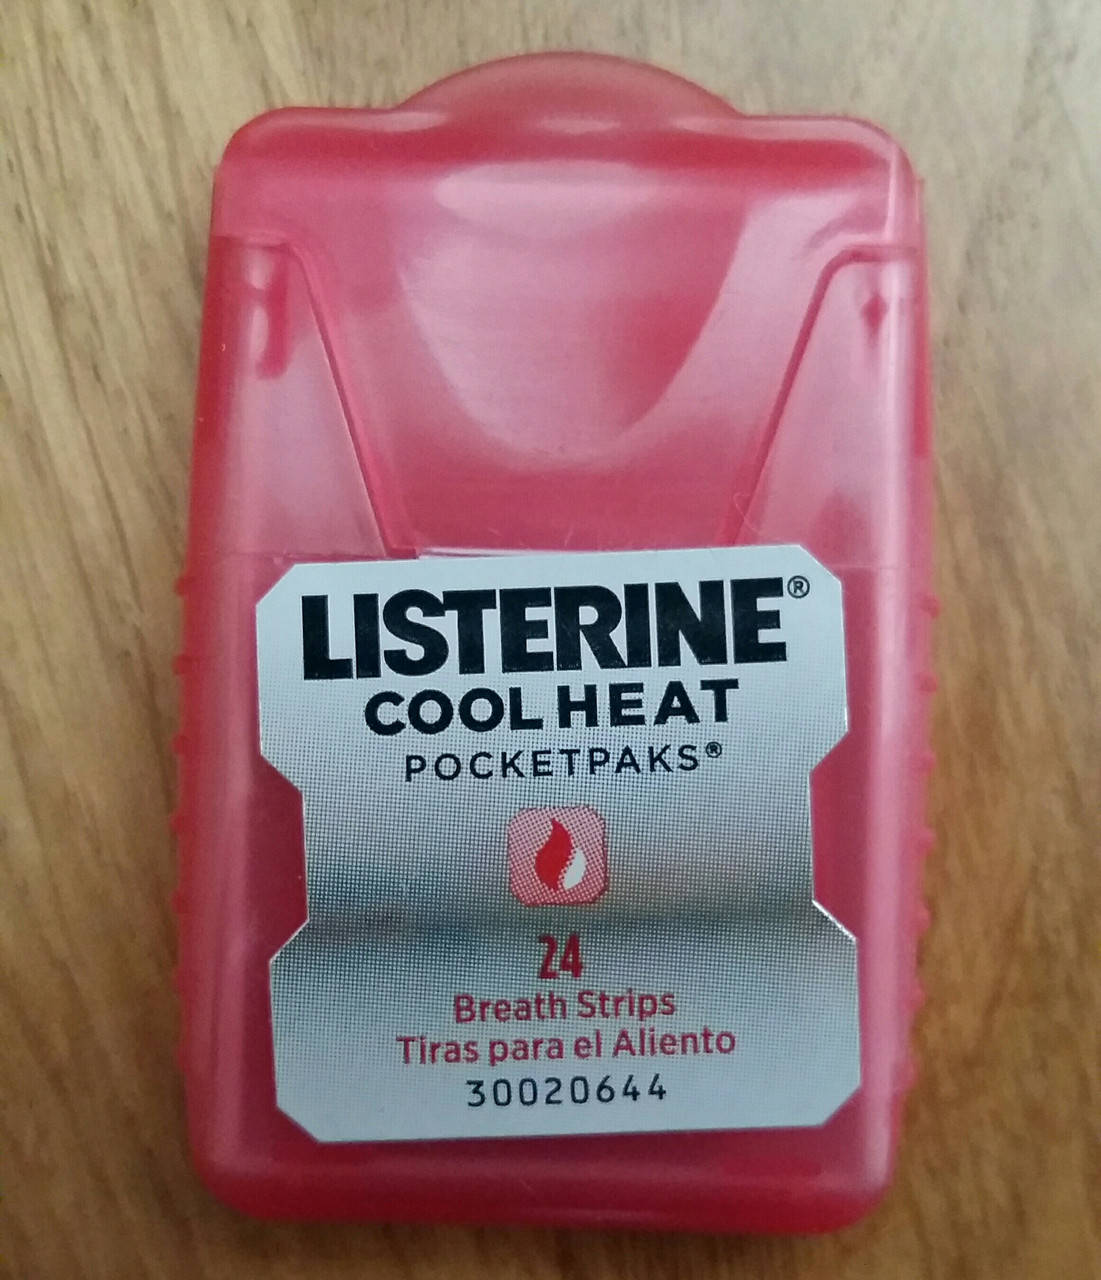 LISTERINE®
COOL HEAT
POCKETPAKS®
24
Breath Strips
Tiras para el Aliento
30020644